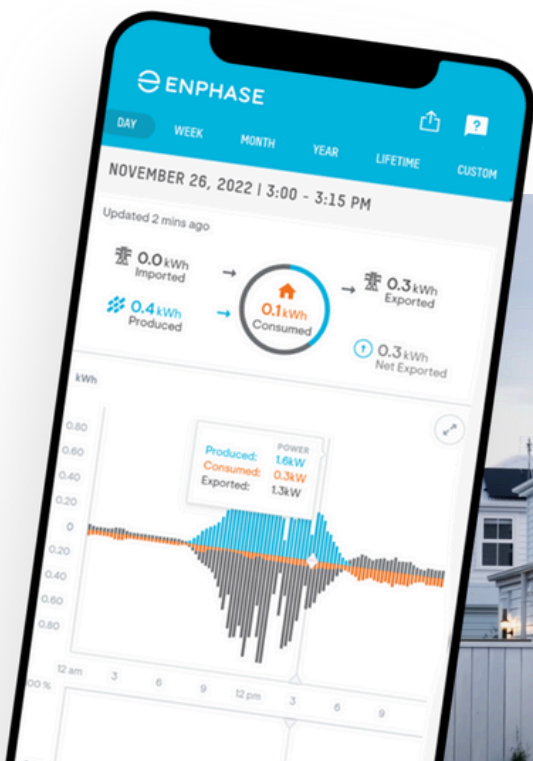 ENPHASE
DAY WEEK MONTH YEAR LIFETIME CUSTOM
NOVEMBER 26, 2022 | 3:00 - 3:15 PM
Updated 2 mins ago
0.0 kWh
Imported
0.4 kWh
Produced
0.1 kWh
Consumed
0.3 kWh
Exported
0.3 kWh
Net Exported
kWh
0.80
0.60
0.40
0.20
0
0.20
0.40
0.60
0.80
POWER
Produced: 1.6kW
Consumed: 0.3kW
Exported: 1.3kW
12 am 3 6 9 12 pm 3 6 9
00 %